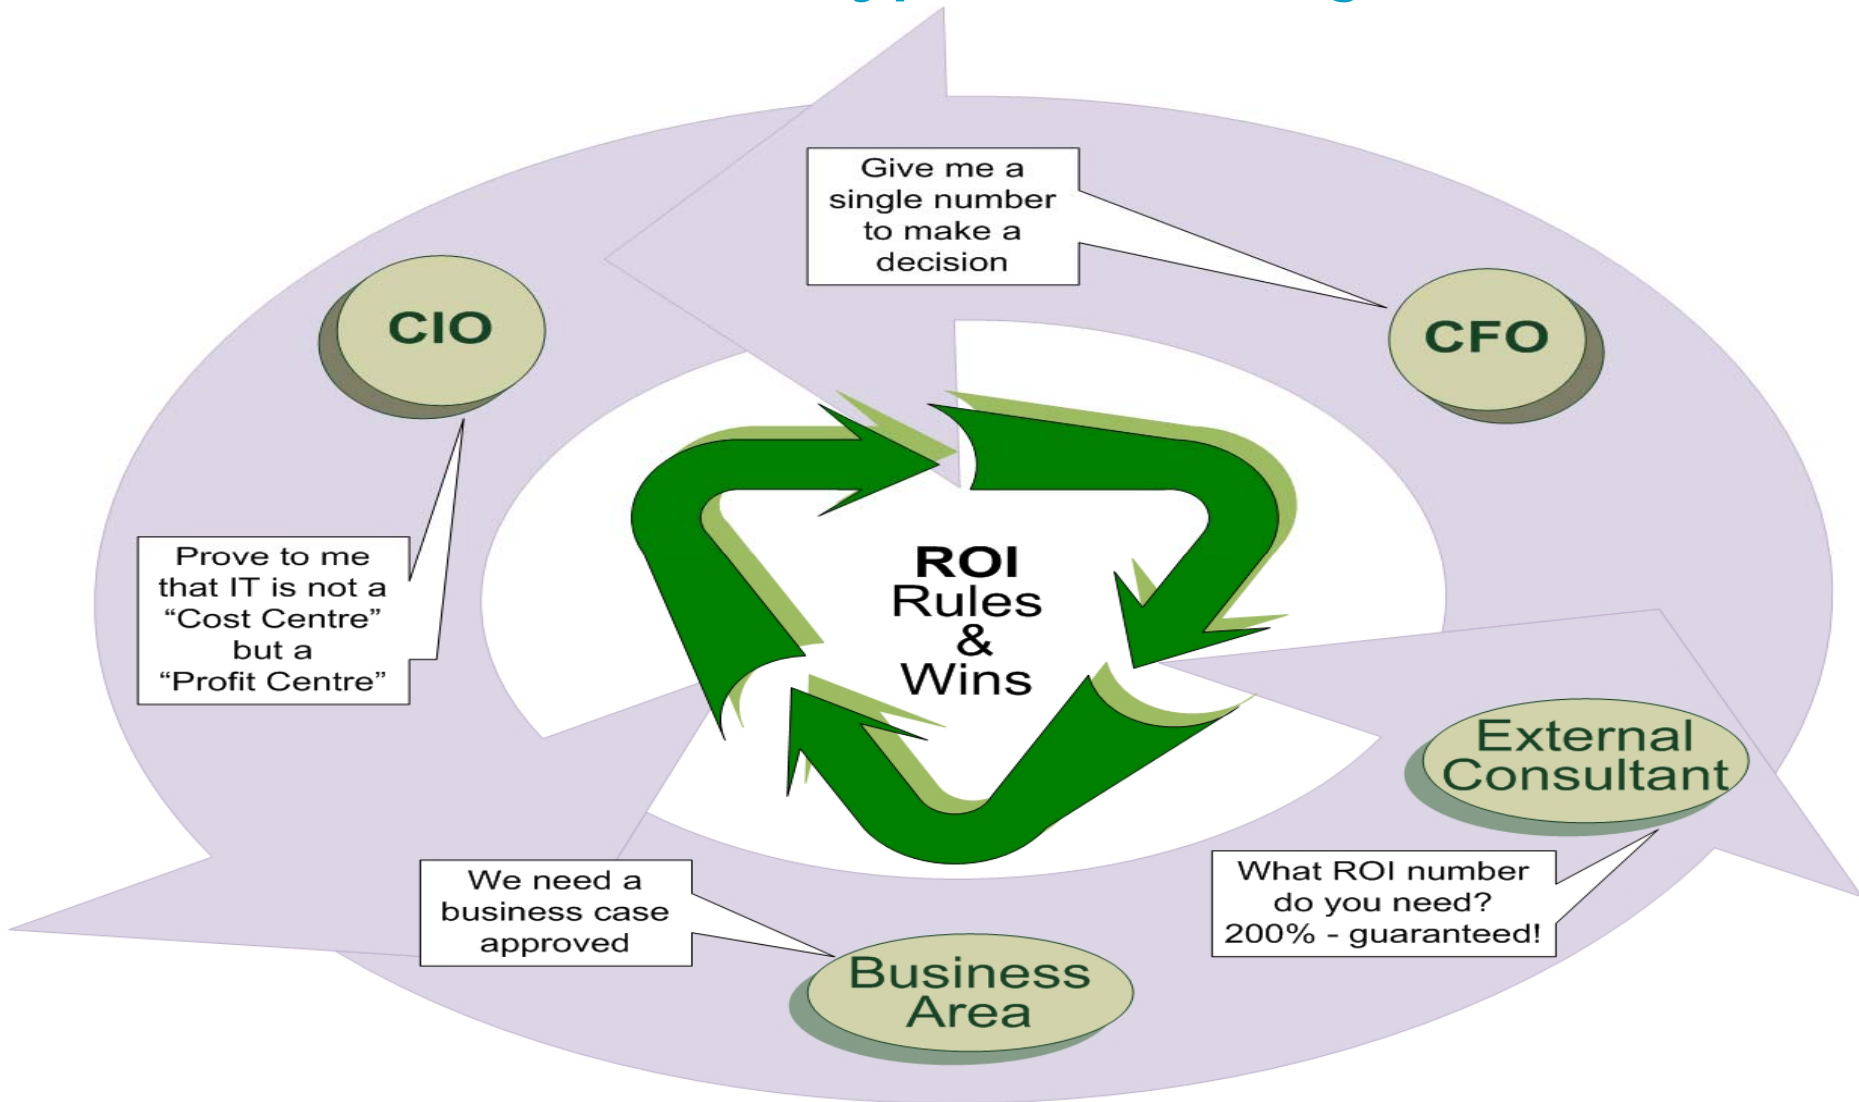 Give me a
single number
to make a
decision
CIO
CFO
Prove to me
that IT is not a
“Cost Centre”
but a
“Profit Centre”
ROI
Rules
&
Wins
External
Consultant
What ROI number
do you need?
200% - guaranteed!
We need a
business case
approved
Business
Area